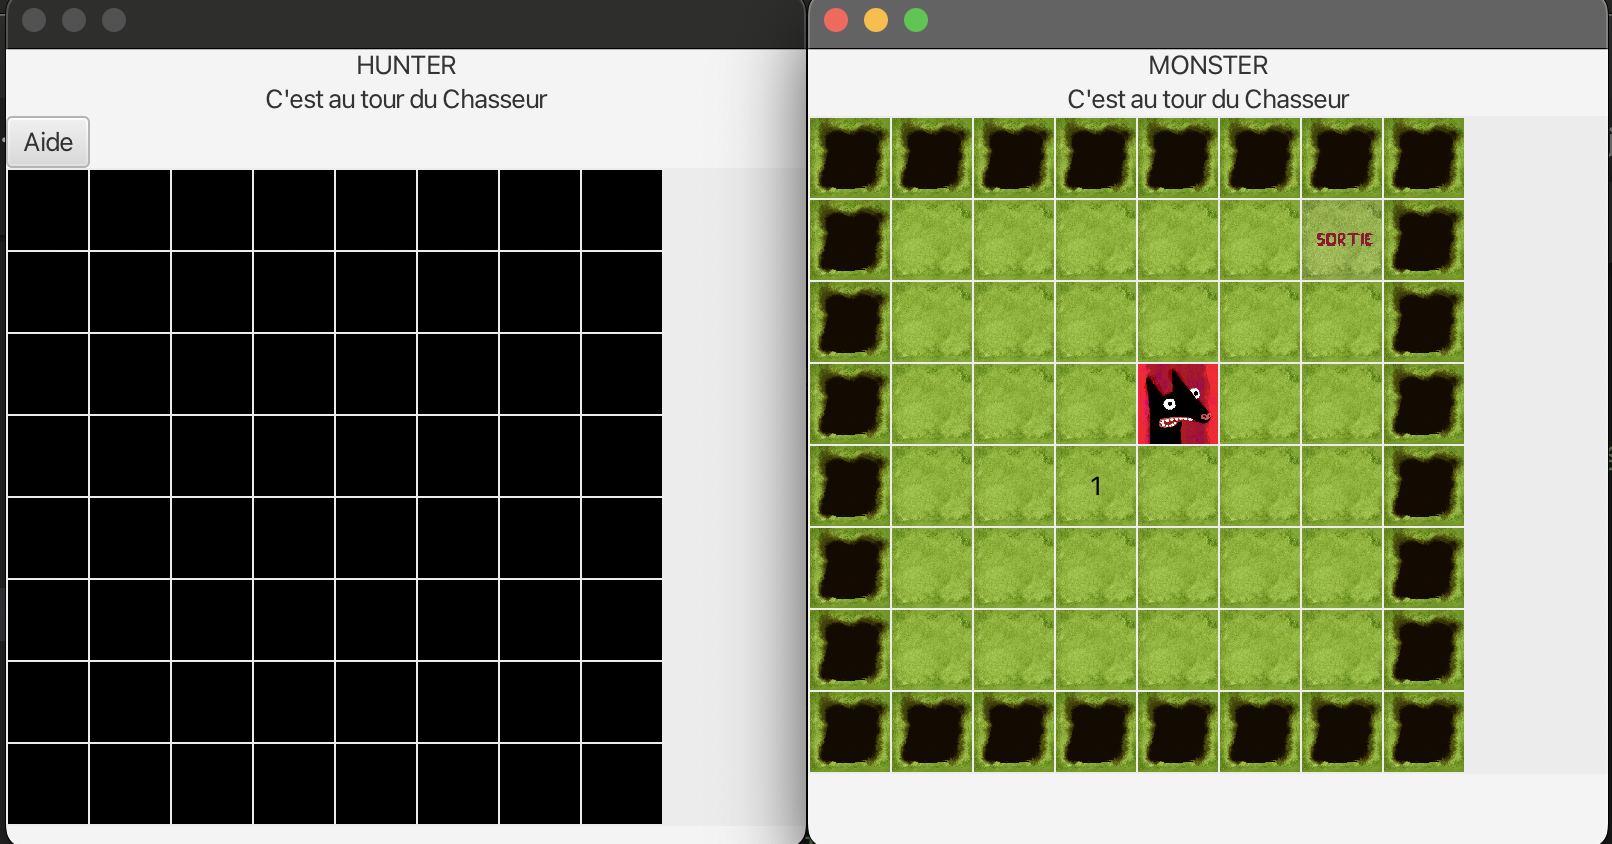 HUNTER
C'est au tour du Chasseur
Aide
MONSTER
C'est au tour du Chasseur
SORTIE
1